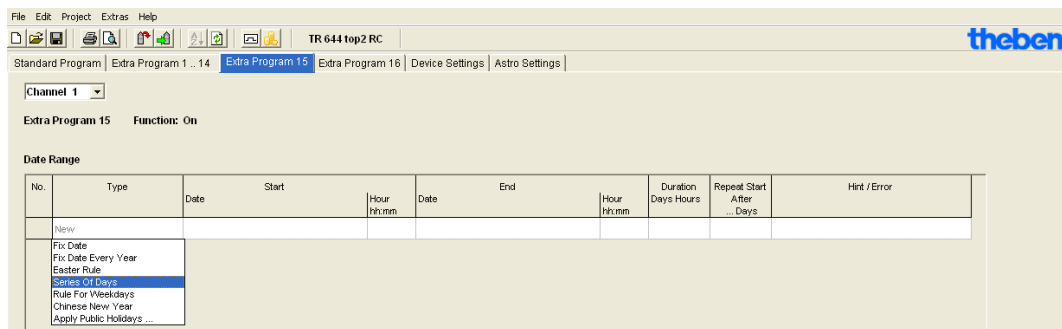 File Edit Project Extras Help
TR 644 top2 RC
theben
Standard Program Extra Program 1 .. 14 Extra Program 15 Extra Program 16 Device Settings Astro Settings
Channel 1
Extra Program 15 Function: On
Date Range
No. Type Start End Duration Repeat Start Hint / Error
Date Hour Date Hour Days Hours After
hh:mm hh:mm ... Days
New
Fix Date
Fix Date Every Year
Easter Rule
Series Of Days
Rule For Weekdays
Chinese New Year
Apply Public Holidays ...